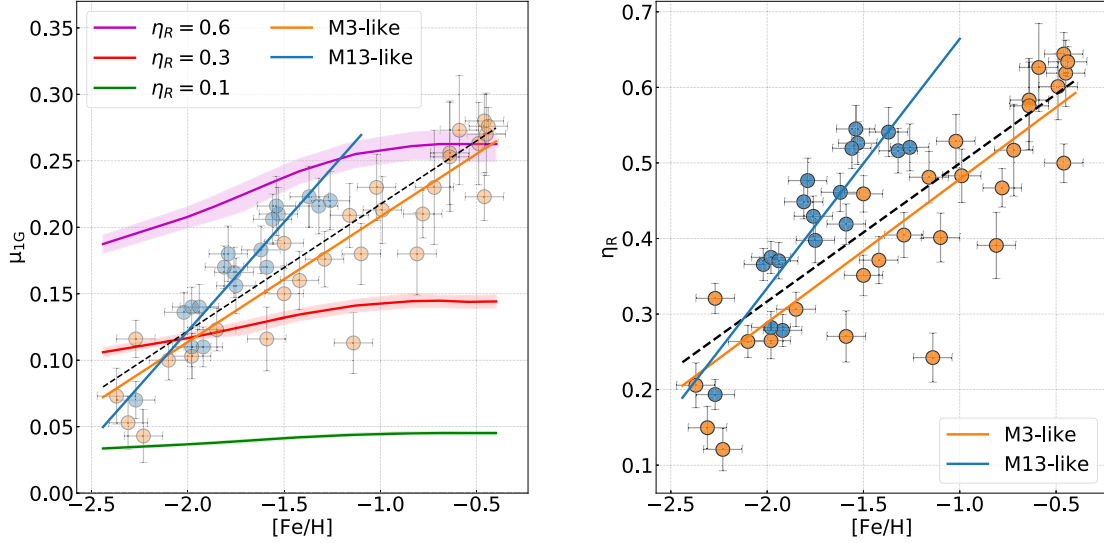 0.35
0.30
0.25
0.20
0.15
0.10
0.05
0.00
μ1G
η_R = 0.6
η_R = 0.3
η_R = 0.1
M3-like
M13-like
−2.5 −2.0 −1.5 −1.0 −0.5
[Fe/H]
0.7
0.6
0.5
0.4
0.3
0.2
0.1
ηR
M3-like
M13-like
−2.5 −2.0 −1.5 −1.0 −0.5
[Fe/H]